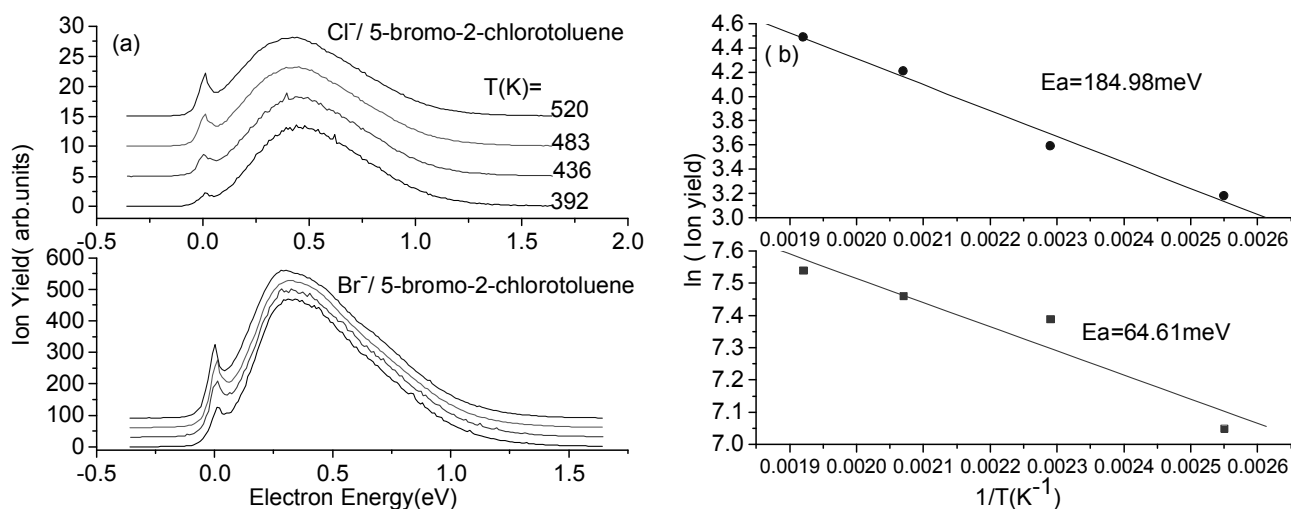 (a)
Cl⁻/ 5-bromo-2-chlorotoluene
T(K)=
520
483
436
392
30
25
20
15
10
5
0
-0.5 0.0 0.5 1.0 1.5 2.0
Br⁻/ 5-bromo-2-chlorotoluene
600
500
400
300
200
100
0
-0.5 0.0 0.5 1.0 1.5
Ion Yield( arb.units)
Electron Energy(eV)
( b)
Ea=184.98meV
4.6
4.4
4.2
4.0
3.8
3.6
3.4
3.2
3.0
0.0019 0.0020 0.0021 0.0022 0.0023 0.0024 0.0025 0.0026
Ea=64.61meV
7.6
7.5
7.4
7.3
7.2
7.1
7.0
0.0019 0.0020 0.0021 0.0022 0.0023 0.0024 0.0025 0.0026
ln ( Ion yield)
1/T(K⁻¹)